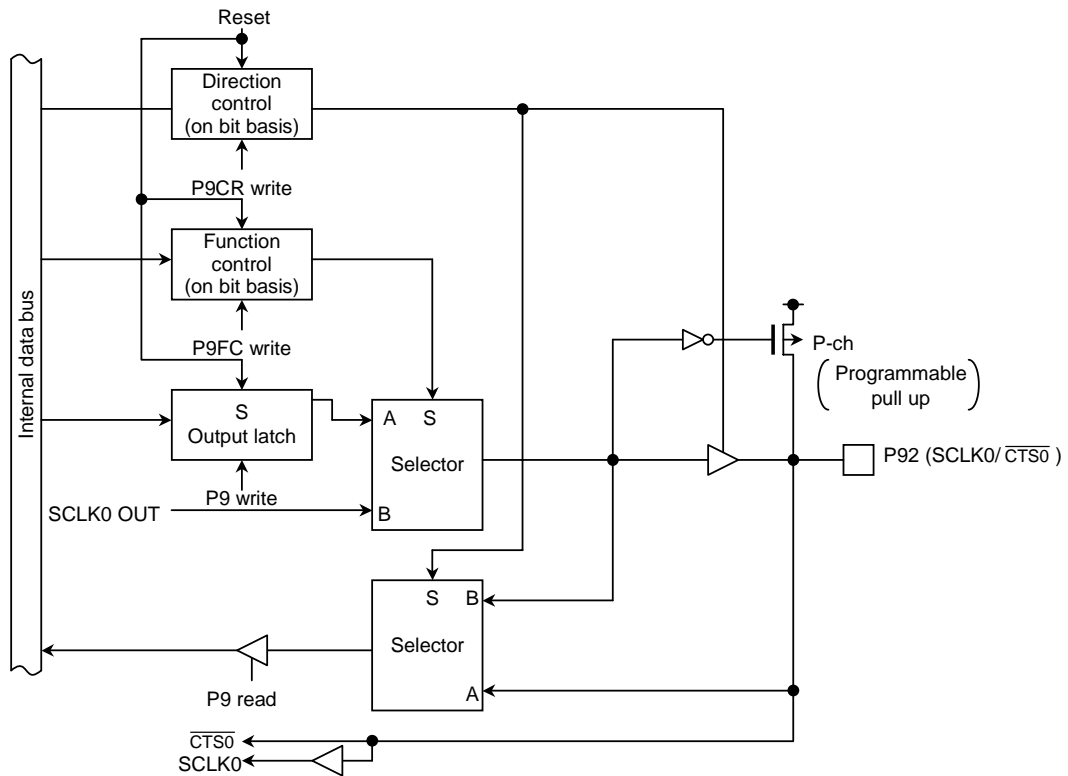 Reset
Direction
control
(on bit basis)
P9CR write
Function
control
(on bit basis)
P9FC write
Internal data bus
S
Output latch
P9 write
SCLK0 OUT
A
S
Selector
B
P-ch
Programmable
pull up
P92 (SCLK0/CTS0)
S
B
Selector
A
P9 read
CTS0
SCLK0